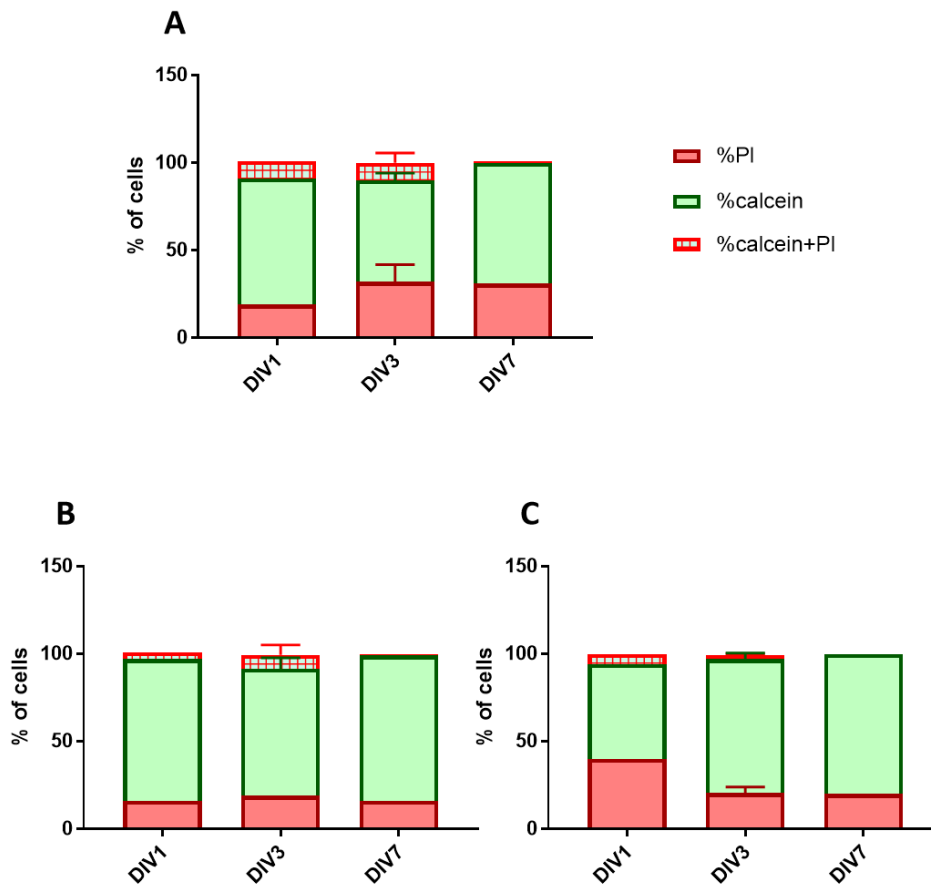 A
150
100
50
0
% of cells
DIV1
DIV3
DIV7
%PI
%calcein
%calcein+PI
B
150
100
50
0
% of cells
DIV1
DIV3
DIV7
C
150
100
50
0
% of cells
DIV1
DIV3
DIV7